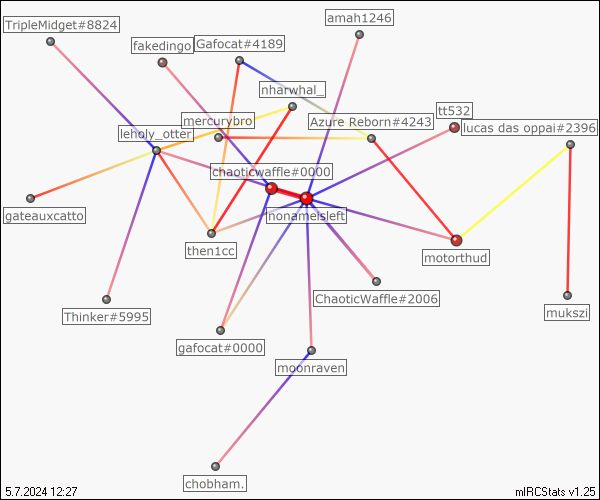 amah1246
TripleMidget#8824
fakedingo
Gafocat#4189
nharwhal_
tt532
mercurybro
Azure Reborn#4243
lucas das oppai#2396
leholy_otter
chaoticwaffle#0000
gateauxcatto
nonameisleft
then1cc
motorthud
ChaoticWaffle#2006
Thinker#5995
mukszi
gafocat#0000
moonraven
chobham.
5.7.2024 12:27
mIRCStats v1.25